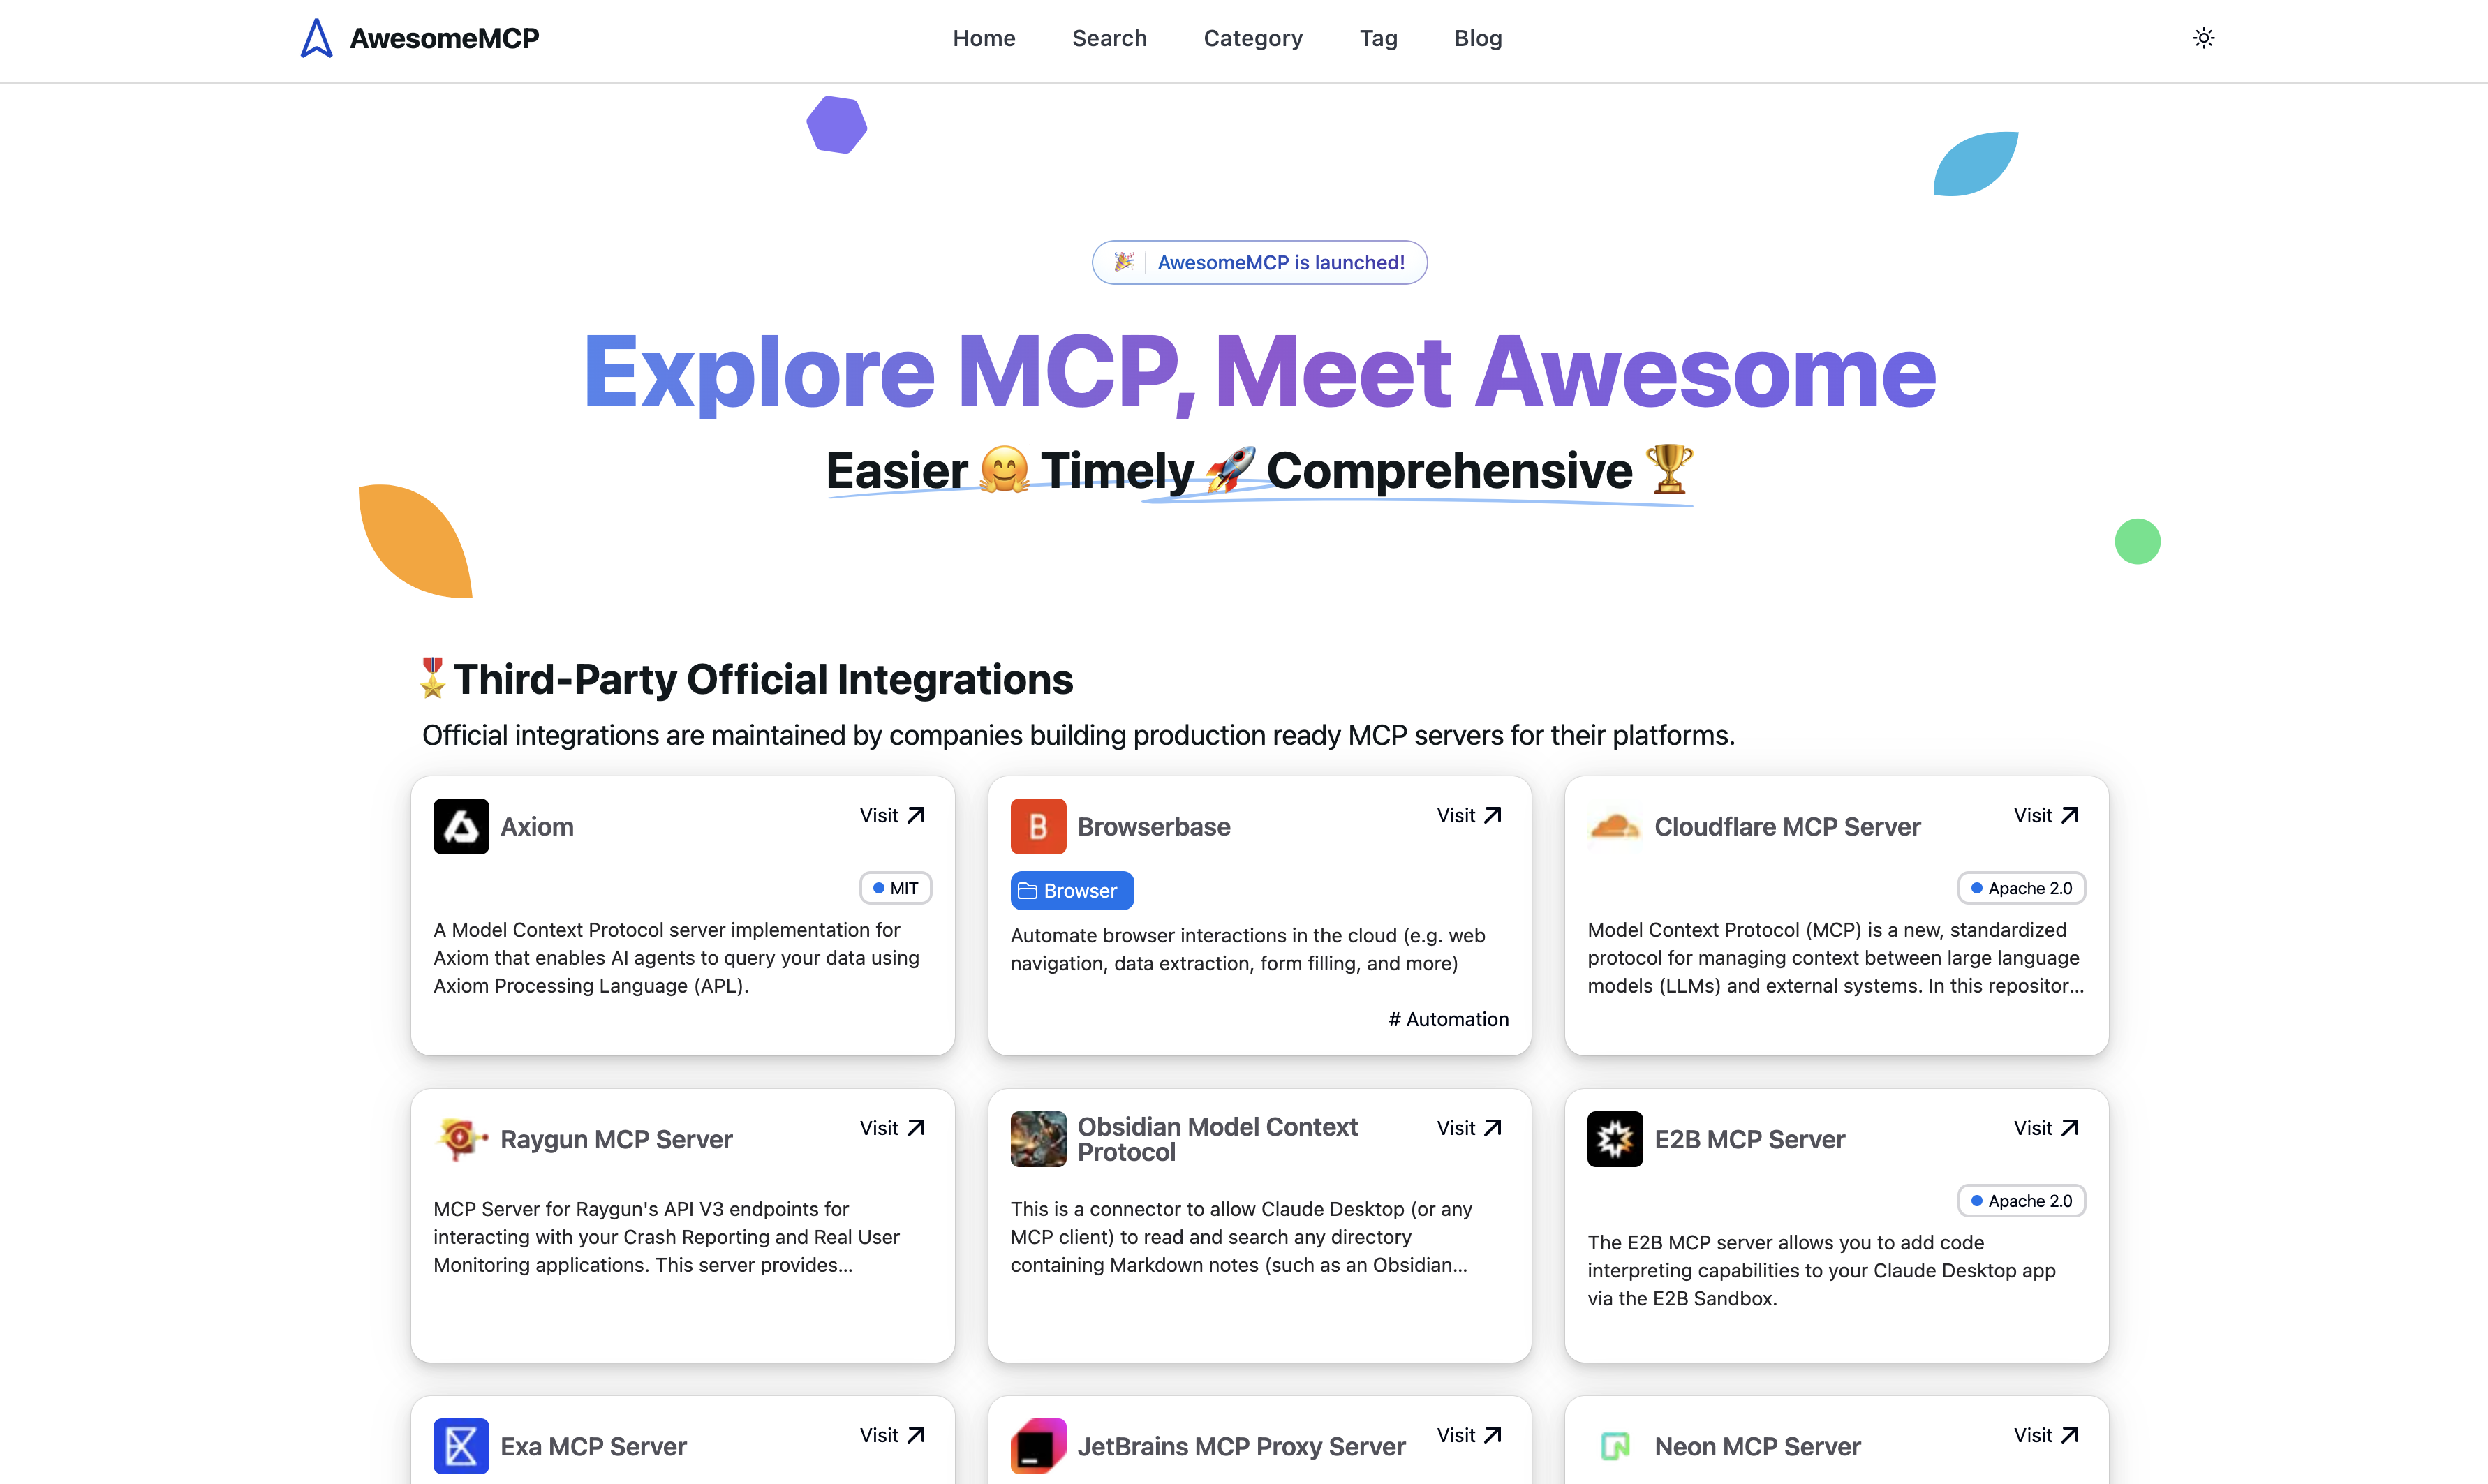 AwesomeMCP
Home Search Category Tag Blog
🎉 AwesomeMCP is launched!
Explore MCP, Meet Awesome
Easier 🤗 Timely 🚀 Comprehensive 🏆
🎖️Third-Party Official Integrations
Official integrations are maintained by companies building production ready MCP servers for their platforms.
Axiom
Visit
MIT
A Model Context Protocol server implementation for
Axiom that enables AI agents to query your data using
Axiom Processing Language (APL).
B
Browserbase
Visit
Browser
Automate browser interactions in the cloud (e.g. web
navigation, data extraction, form filling, and more)
# Automation
Cloudflare MCP Server
Visit
Apache 2.0
Model Context Protocol (MCP) is a new, standardized
protocol for managing context between large language
models (LLMs) and external systems. In this repositor...
Raygun MCP Server
Visit
MCP Server for Raygun's API V3 endpoints for
interacting with your Crash Reporting and Real User
Monitoring applications. This server provides...
Obsidian Model Context
Protocol
Visit
This is a connector to allow Claude Desktop (or any
MCP client) to read and search any directory
containing Markdown notes (such as an Obsidian...
E2B MCP Server
Visit
Apache 2.0
The E2B MCP server allows you to add code
interpreting capabilities to your Claude Desktop app
via the E2B Sandbox.
Exa MCP Server
Visit
JetBrains MCP Proxy Server
Visit
Neon MCP Server
Visit